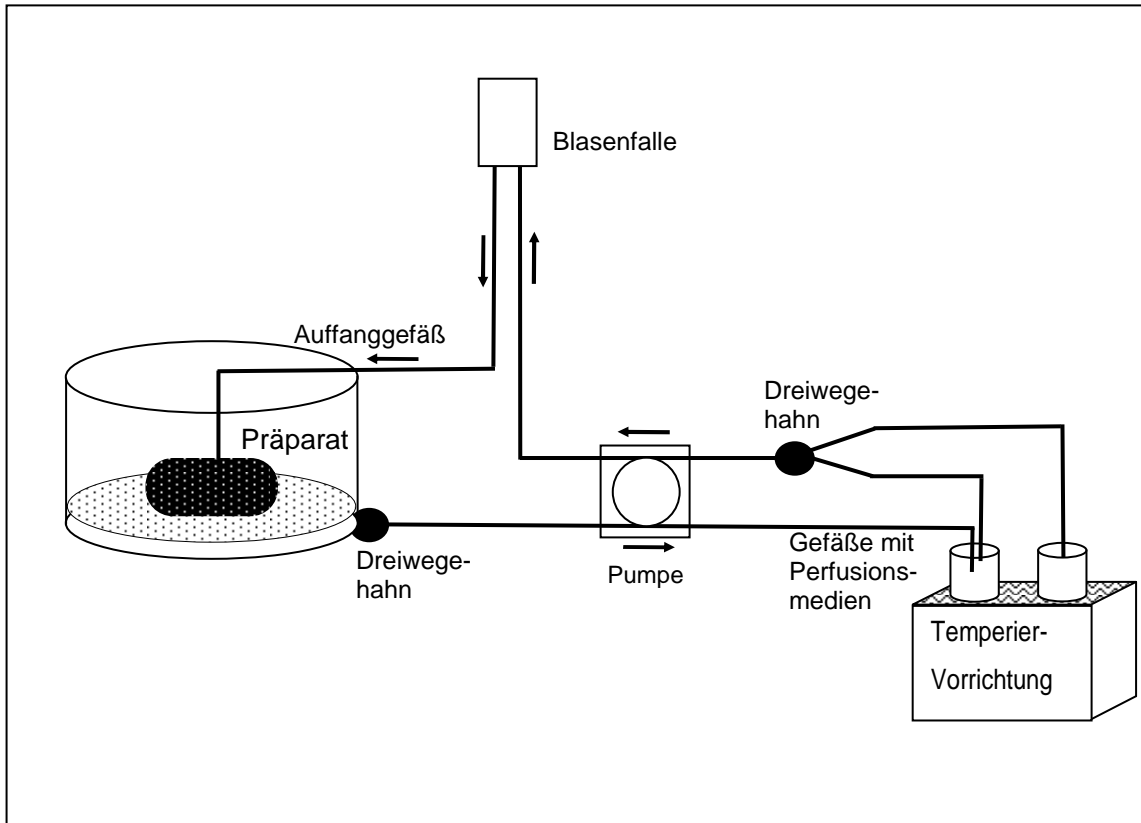 Blasenfalle
Auffanggefäß
Präparat
Dreiwege-
hahn
Dreiwege-
hahn
Pumpe
Gefäße mit
Perfusions-
medien
Temperier-
Vorrichtung